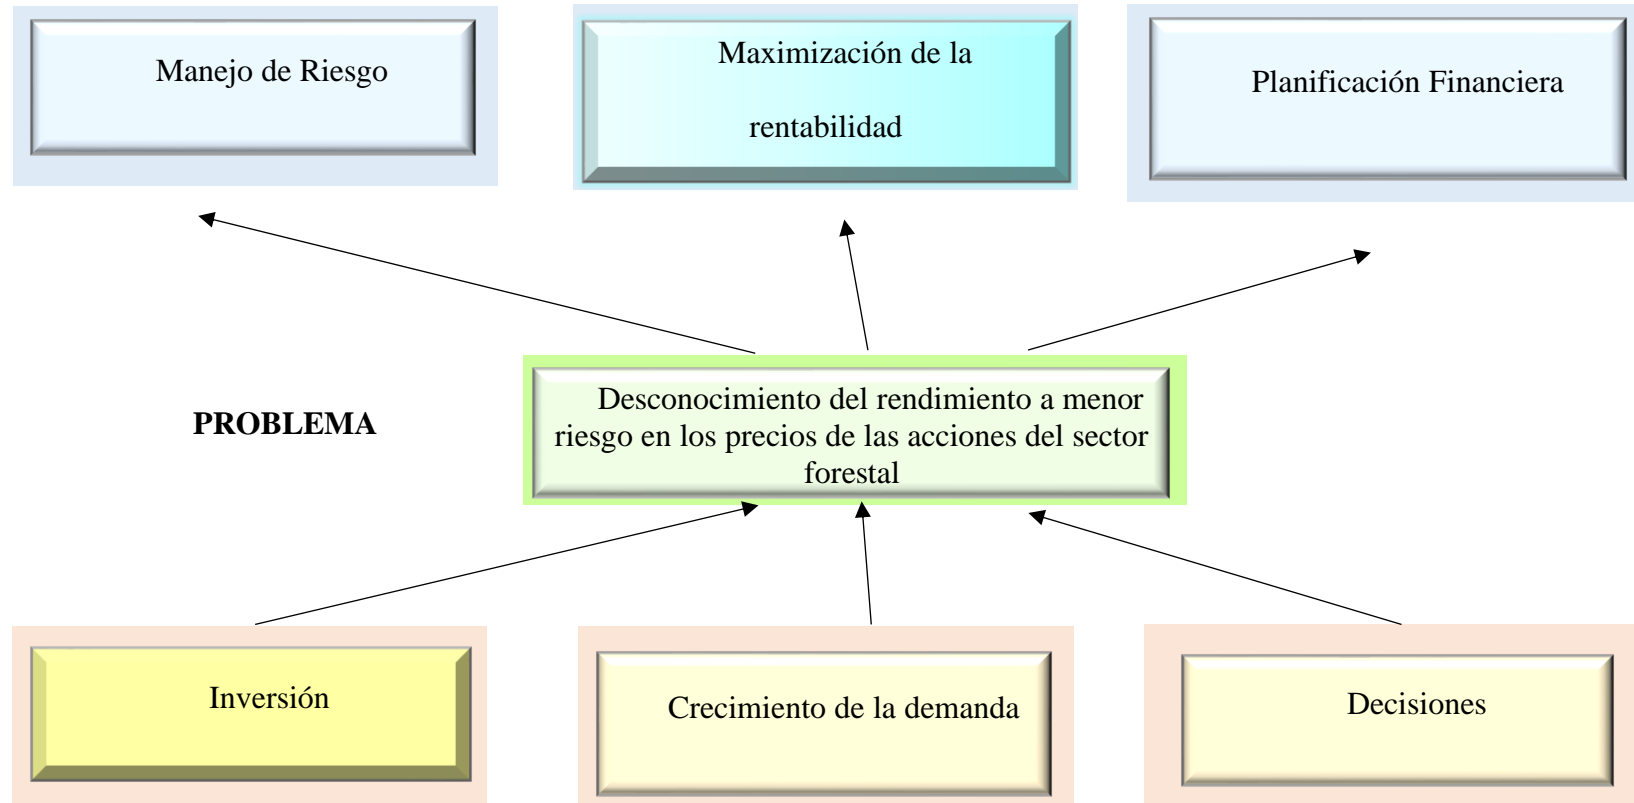 Manejo de Riesgo
Maximización de la
rentabilidad
Planificación Financiera
PROBLEMA
Desconocimiento del rendimiento a menor
riesgo en los precios de las acciones del sector
forestal
Inversión
Crecimiento de la demanda
Decisiones